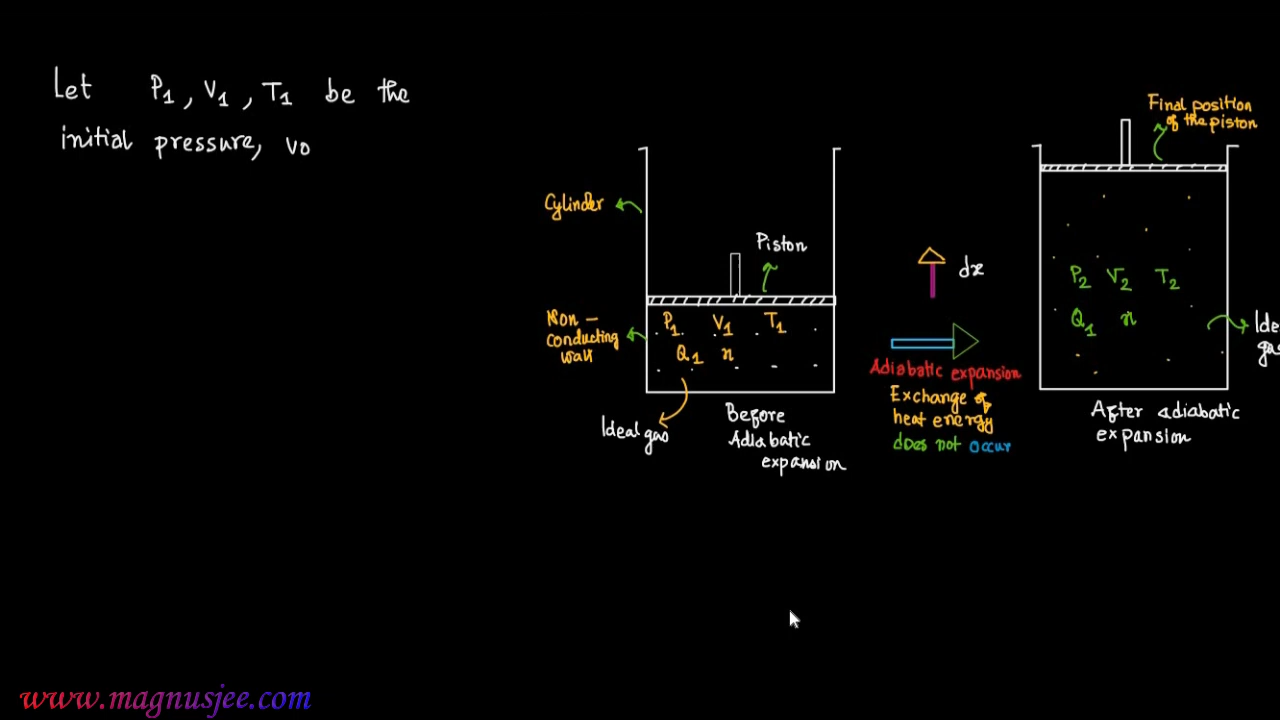 Let P1, V1, T1 be the
initial pressure, vo
Cylinder
Piston
Non-
conducting
wall
P1 V1 T1
Q1 n
Ideal gas
Before
Adiabatic
expansion
dx
Adiabatic expansion
Exchange of
heat energy
does not occur
Final position
of the piston
P2 V2 T2
Q1 n
Ide
gas
After adiabatic
expansion
www.magnusjee.com